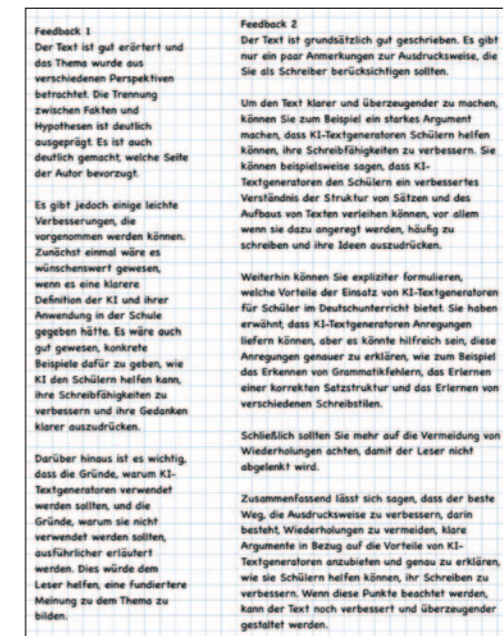 Feedback 1
Der Text ist gut erörtert und
das Thema wurde aus
verschiedenen Perspektiven
betrachtet. Die Trennung
zwischen Fakten und
Hypothesen ist deutlich
ausgeprägt. Es ist auch
deutlich gemacht, welche Seite
der Autor bevorzugt.
Es gibt jedoch einige leichte
Verbesserungen, die
vorgenommen werden können.
Zunächst einmal wäre es
wünschenswert gewesen,
wenn es eine klarere
Definition der KI und ihrer
Anwendung in der Schule
gegeben hätte. Es wäre auch
gut gewesen, konkrete
Beispiele dafür zu geben, wie
KI den Schülern helfen kann,
ihre Schreibfähigkeiten zu
verbessern und ihre Gedanken
klarer auszudrücken.
Darüber hinaus ist es wichtig,
dass die Gründe, warum KI-
Textgeneratoren verwendet
werden sollten, und die
Gründe, warum sie nicht
verwendet werden sollten,
ausführlicher erläutert
werden. Dies würde dem
Leser helfen, eine fundiertere
Meinung zu dem Thema zu
bilden.
Feedback 2
Der Text ist grundsätzlich gut geschrieben. Es gibt
nur ein paar Anmerkungen zur Ausdrucksweise, die
Sie als Schreiber berücksichtigen sollten.
Um den Text klarer und überzeugender zu machen,
können Sie zum Beispiel ein starkes Argument
machen, dass KI-Textgeneratoren Schülern helfen
können, ihre Schreibfähigkeiten zu verbessern. Sie
können beispielsweise sagen, dass KI-
Textgeneratoren den Schülern ein verbessertes
Verständnis der Struktur von Sätzen und des
Aufbaus von Texten verleihen können, vor allem
wenn sie dazu angeregt werden, häufig zu
schreiben und ihre Ideen auszudrücken.
Weiterhin können Sie expliziter formulieren,
welche Vorteile der Einsatz von KI-Textgeneratoren
für Schüler im Deutschunterricht bietet. Sie haben
erwähnt, dass KI-Textgeneratoren Anregungen
liefern können, aber es könnte hilfreich sein, diese
Anregungen genauer zu erklären, wie zum Beispiel
das Erkennen von Grammatikfehlern, das Erlernen
einer korrekten Satzstruktur und das Erlernen von
verschiedenen Schreibstilen.
Schließlich sollten Sie mehr auf die Vermeidung von
Wiederholungen achten, damit der Leser nicht
abgelenkt wird.
Zusammenfassend lässt sich sagen, dass der beste
Weg, die Ausdrucksweise zu verbessern, darin
besteht, Wiederholungen zu vermeiden, klare
Argumente in Bezug auf die Vorteile von KI-
Textgeneratoren anzubieten und genau zu erklären,
wie sie Schülern helfen können, ihr Schreiben zu
verbessern. Wenn diese Punkte beachtet werden,
kann der Text noch verbessert und überzeugender
gestaltet werden.